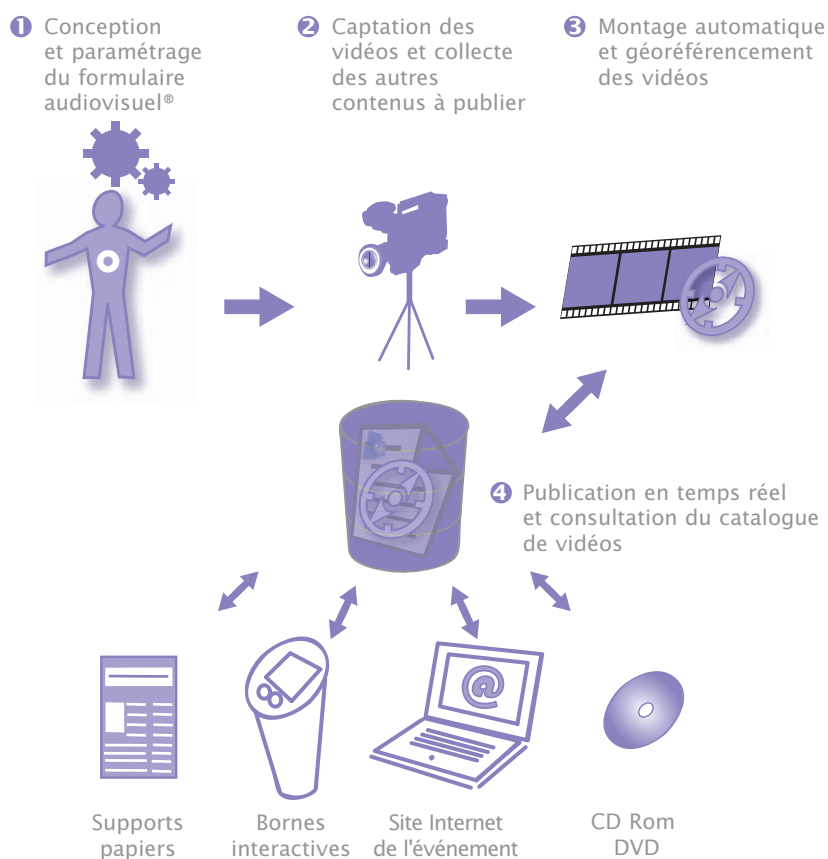 ❶ Conception
et paramétrage
du formulaire
audiovisuel®
❷ Captation des
vidéos et collecte
des autres
contenus à publier
❸ Montage automatique
et géoréférencement
des vidéos
❹ Publication en temps réel
et consultation du catalogue
de vidéos
@
Supports
papiers
Bornes
interactives
Site Internet
de l'événement
CD Rom
DVD